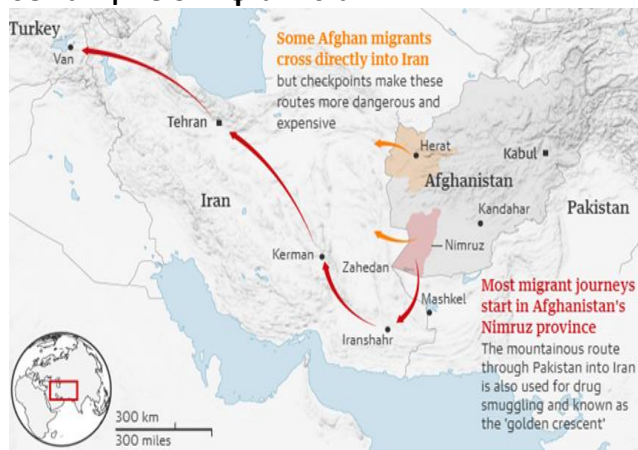 Turkey
Van
Some Afghan migrants
cross directly into Iran
but checkpoints make these
routes more dangerous and
expensive
Tehran
Herat
Kabul
Afghanistan
Iran
Kandahar
Pakistan
Kerman
Nimruz
Zahedan
Mashkel
Iranshahr
Most migrant journeys
start in Afghanistan's
Nimruz province
The mountainous route
through Pakistan into Iran
is also used for drug
smuggling and known as
the 'golden crescent'
300 km
300 miles